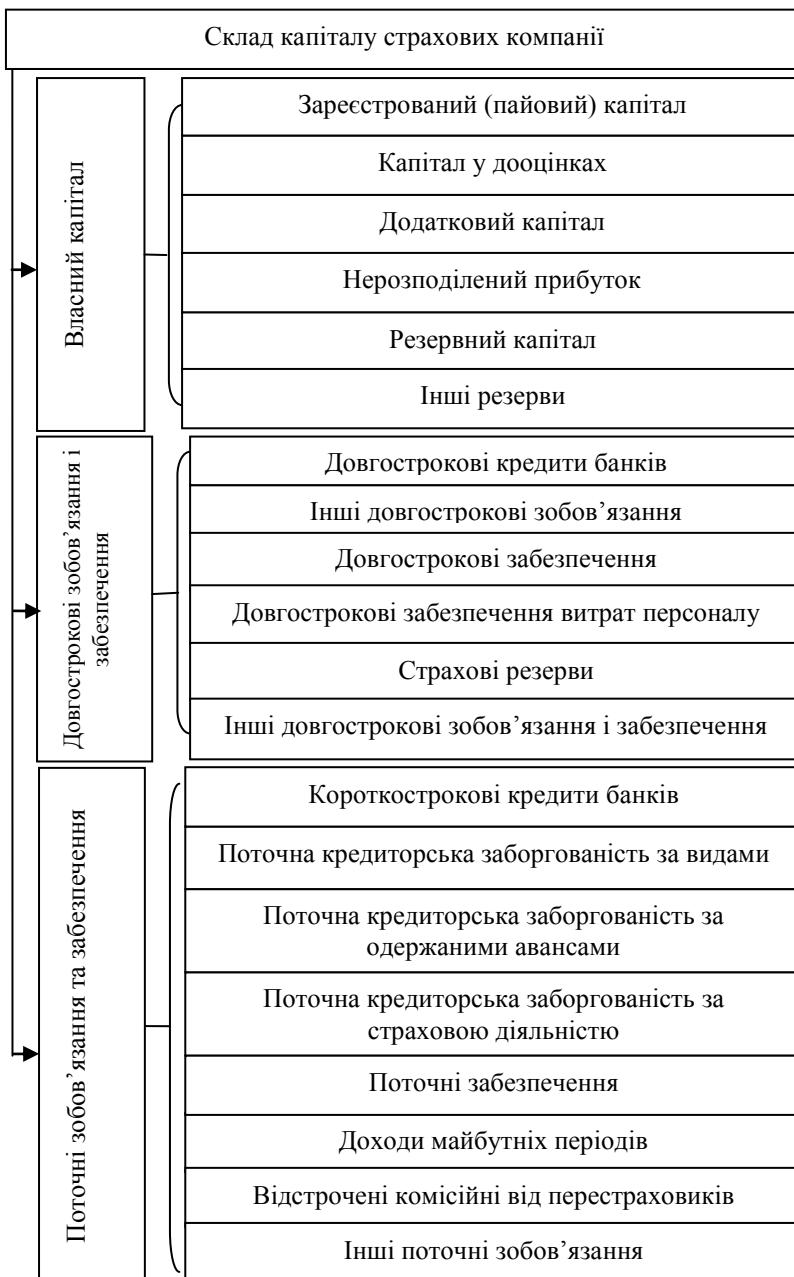 Склад капіталу страхових компанії
Власний капітал
Зареєстрований (пайовий) капітал
Капітал у дооцінках
Додатковий капітал
Нерозподілений прибуток
Резервний капітал
Інші резерви
Довгострокові зобов’язання і
забезпечення
Довгострокові кредити банків
Інші довгострокові зобов’язання
Довгострокові забезпечення
Довгострокові забезпечення витрат персоналу
Страхові резерви
Інші довгострокові зобов’язання і забезпечення
Поточні зобов’язання та забезпечення
Короткострокові кредити банків
Поточна кредиторська заборгованість за видами
Поточна кредиторська заборгованість за
одержаними авансами
Поточна кредиторська заборгованість за
страховою діяльністю
Поточні забезпечення
Доходи майбутніх періодів
Відстрочені комісійні від перестраховиків
Інші поточні зобов’язання